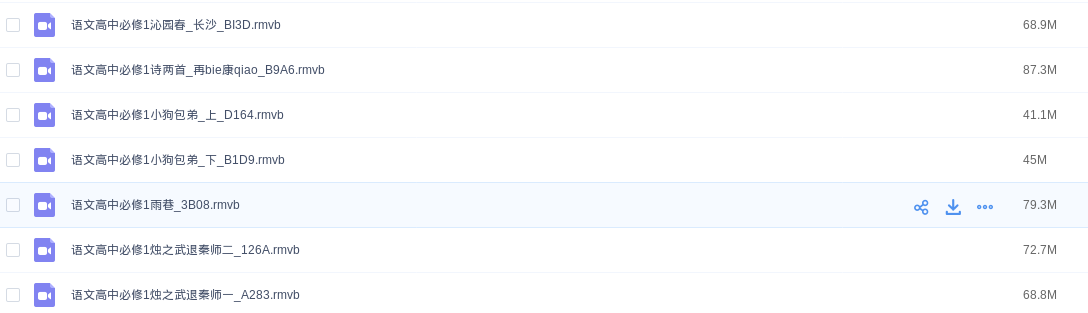 语文高中必修1沁园春_长沙_BI3D.rmvb 68.9M
语文高中必修1诗两首_再bie康qiao_B9A6.rmvb 87.3M
语文高中必修1小狗包弟_上_D164.rmvb 41.1M
语文高中必修1小狗包弟_下_B1D9.rmvb 45M
语文高中必修1雨巷_3B08.rmvb 79.3M
语文高中必修1烛之武退秦师二_126A.rmvb 72.7M
语文高中必修1烛之武退秦师一_A283.rmvb 68.8M